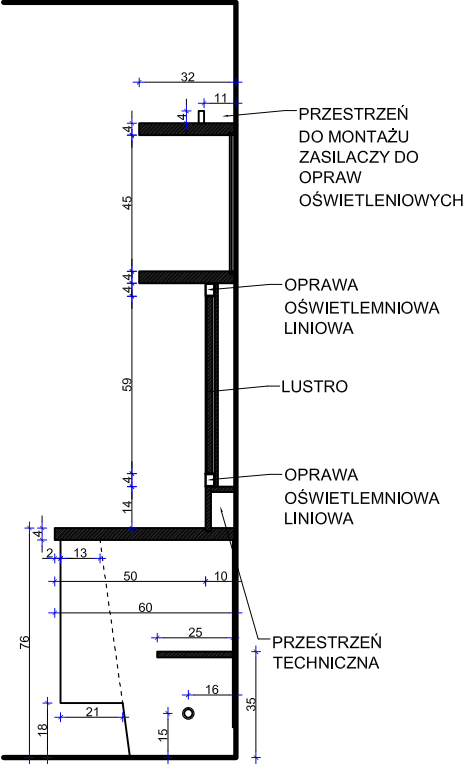 32
11
4
PRZESTRZEŃ
DO MONTAŻU
ZASILACZY DO
OPRAW
OŚWIETLENIOWYCH
4
45
4
4
OPRAWA
OŚWIETLEMNIOWA
LINIOWA
59
LUSTRO
4
OPRAWA
OŚWIETLEMNIOWA
LINIOWA
14
4
2 13
50 10
60
76
25
PRZESTRZEŃ
TECHNICZNA
16
35
21
18
15